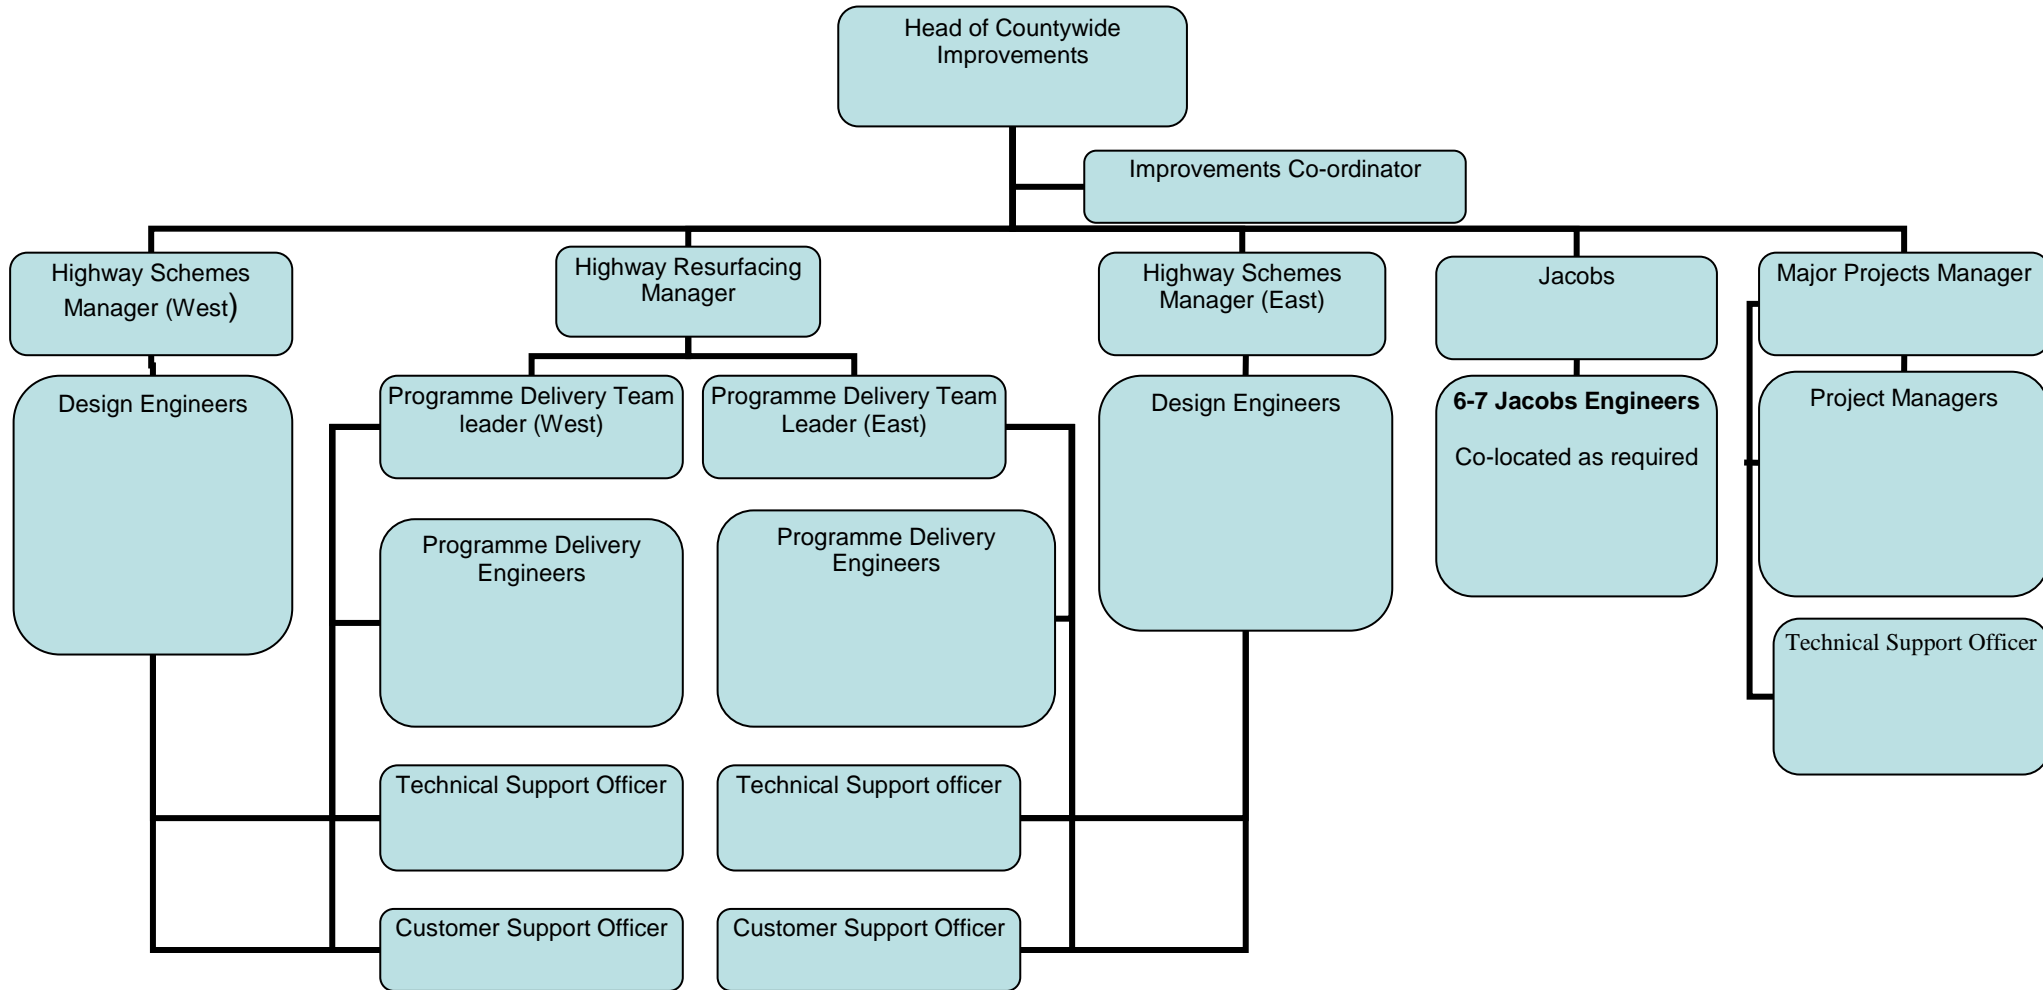 Head of Countywide
Improvements
Improvements Co-ordinator
Highway Schemes
Manager (West)
Highway Resurfacing
Manager
Highway Schemes
Manager (East)
Jacobs
Major Projects Manager
Design Engineers
Programme Delivery Team
leader (West)
Programme Delivery Team
Leader (East)
Design Engineers
6-7 Jacobs Engineers
Co-located as required
Project Managers
Programme Delivery
Engineers
Programme Delivery
Engineers
Technical Support Officer
Technical Support Officer
Technical Support officer
Customer Support Officer
Customer Support Officer